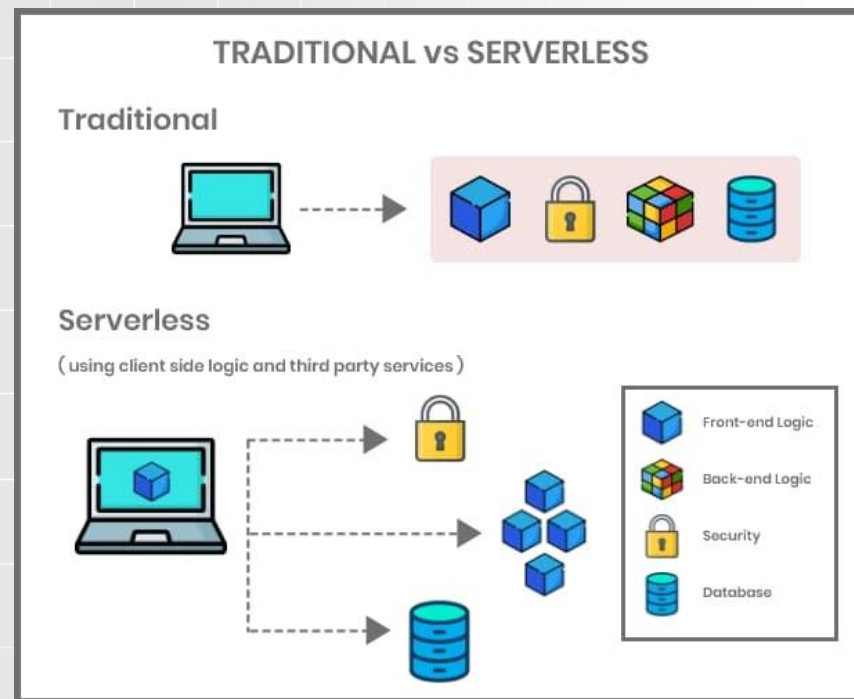 TRADITIONAL vs SERVERLESS
Traditional
Serverless
( using client side logic and third party services )
Front-end Logic
Back-end Logic
Security
Database